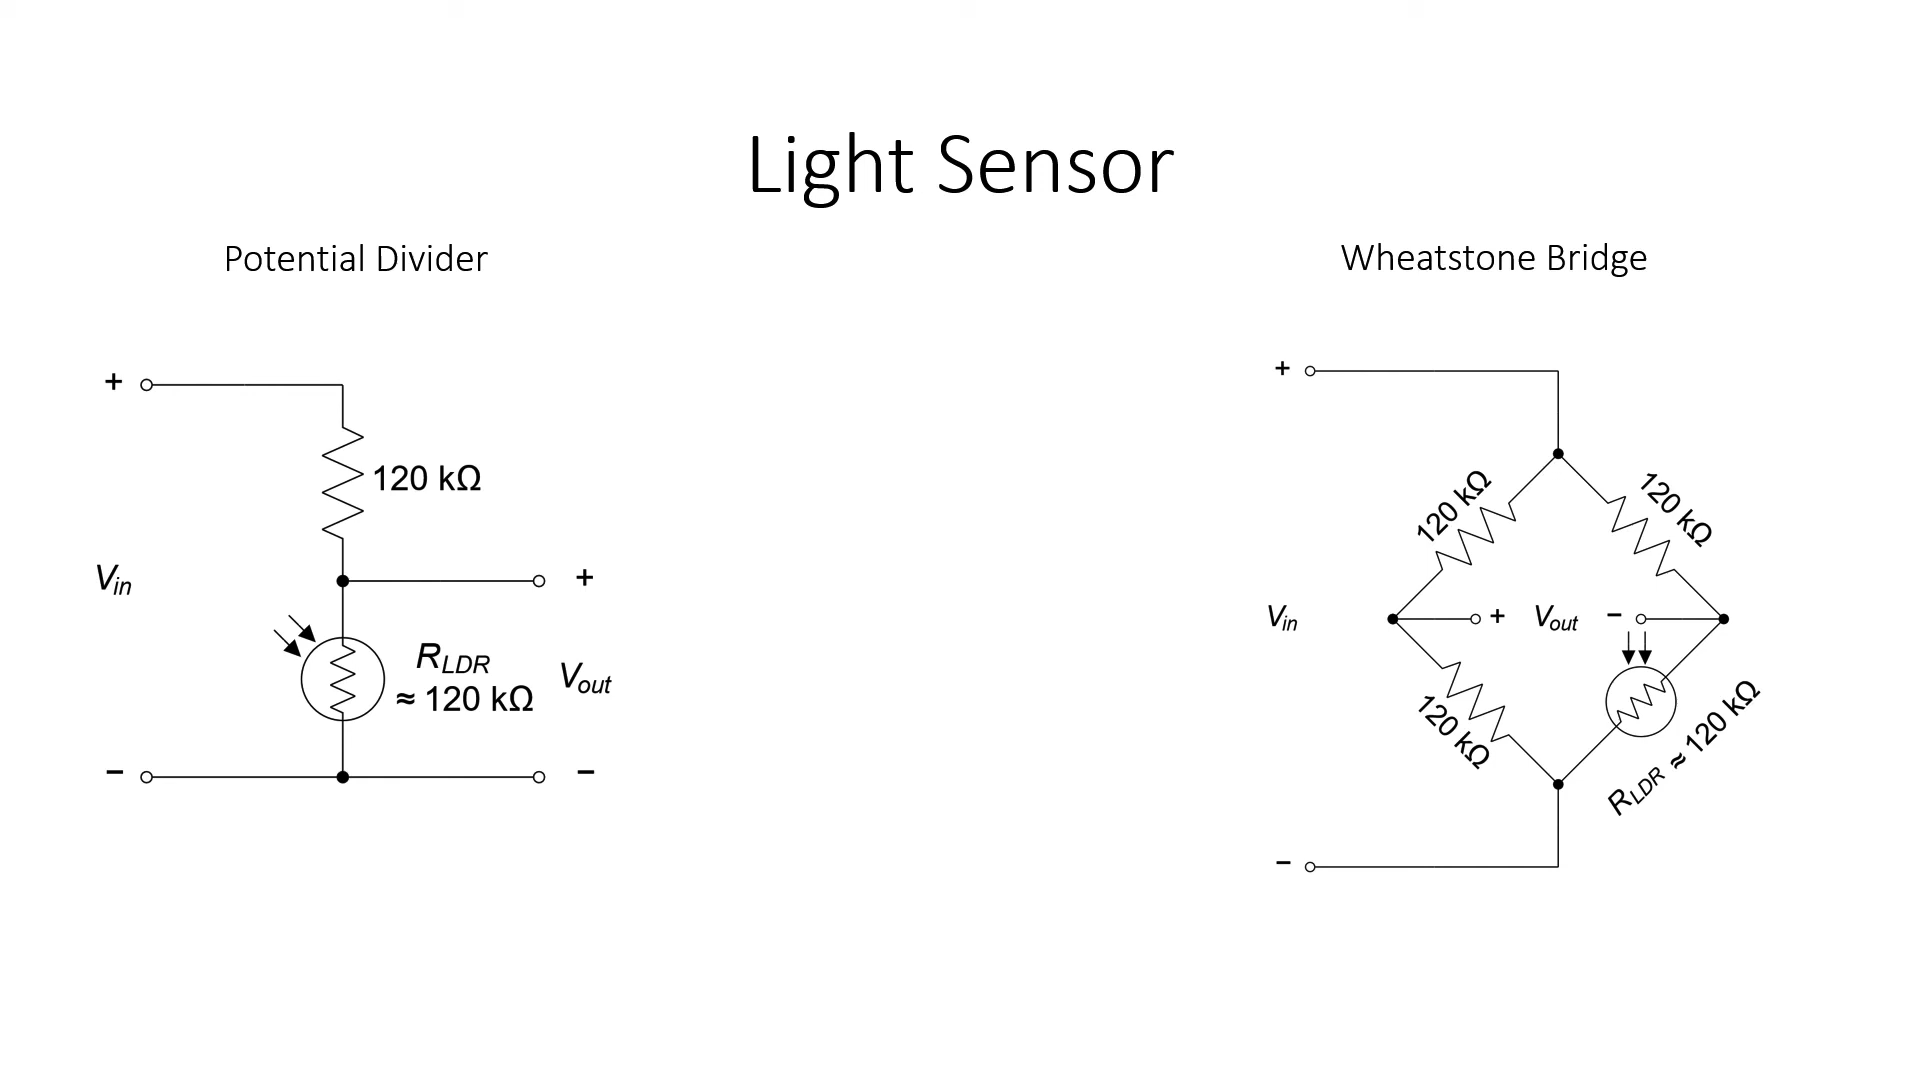 Light Sensor
Potential Divider
+
120 kΩ
Vin
+
RLDR
≈ 120 kΩ
Vout
−
−
Wheatstone Bridge
+
120 kΩ
120 kΩ
Vin
+ Vout −
120 kΩ
RLDR ≈ 120 kΩ
−